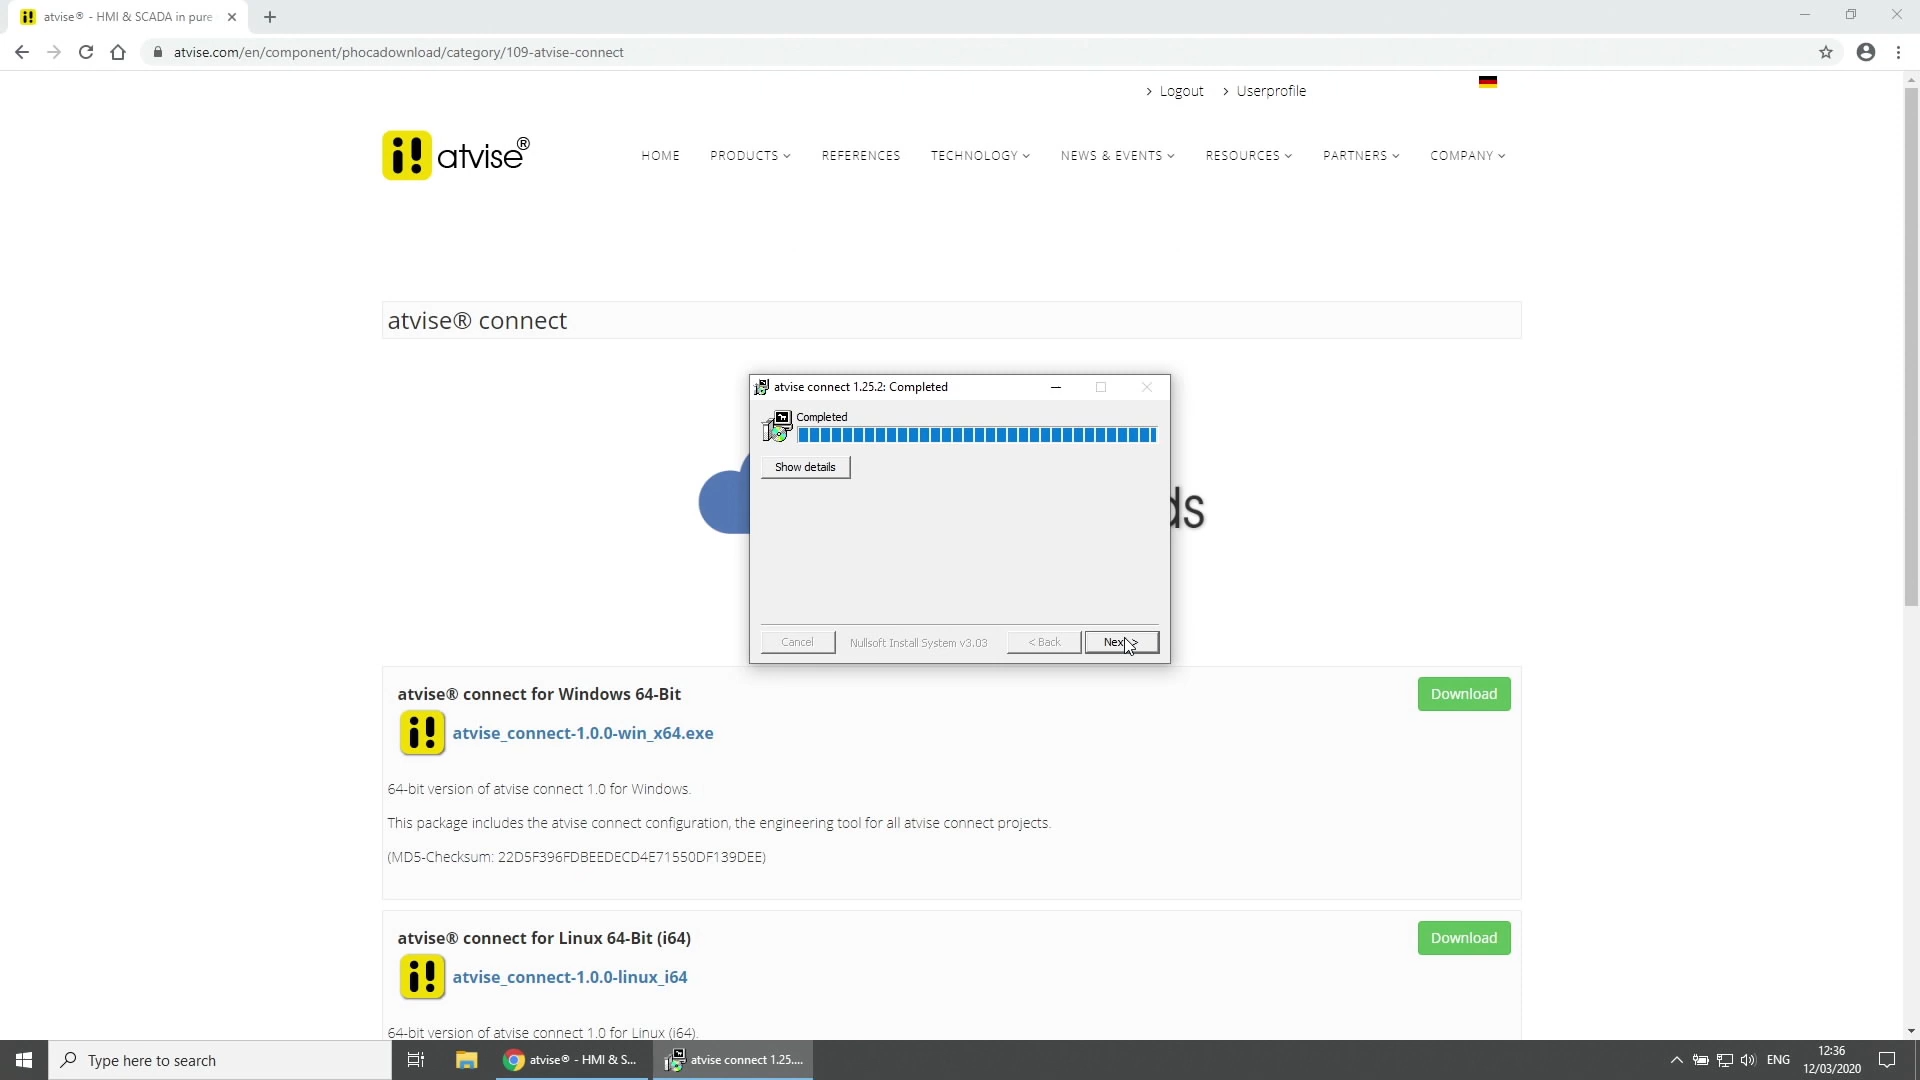 atvise® - HMI & SCADA in pure
atvise.com/en/component/phocadownload/category/109-atvise-connect
Logout
Userprofile
atvise®
HOME
PRODUCTS
REFERENCES
TECHNOLOGY
NEWS & EVENTS
RESOURCES
PARTNERS
COMPANY
atvise® connect
atvise connect 1.25.2: Completed
Completed
Show details
ds
Cancel
Nullsoft Install System v3.03
< Back
Next >
atvise® connect for Windows 64-Bit
Download
atvise_connect-1.0.0-win_x64.exe
64-bit version of atvise connect 1.0 for Windows.
This package includes the atvise connect configuration, the engineering tool for all atvise connect projects.
(MD5-Checksum: 22D5F396FDBEEDECD4E71550DF139DEE)
atvise® connect for Linux 64-Bit (i64)
Download
atvise_connect-1.0.0-linux_i64
64-bit version of atvise connect 1.0 for Linux (i64).
Type here to search
atvise® - HMI & S...
atvise connect 1.25....
ENG
12:36
12/03/2020